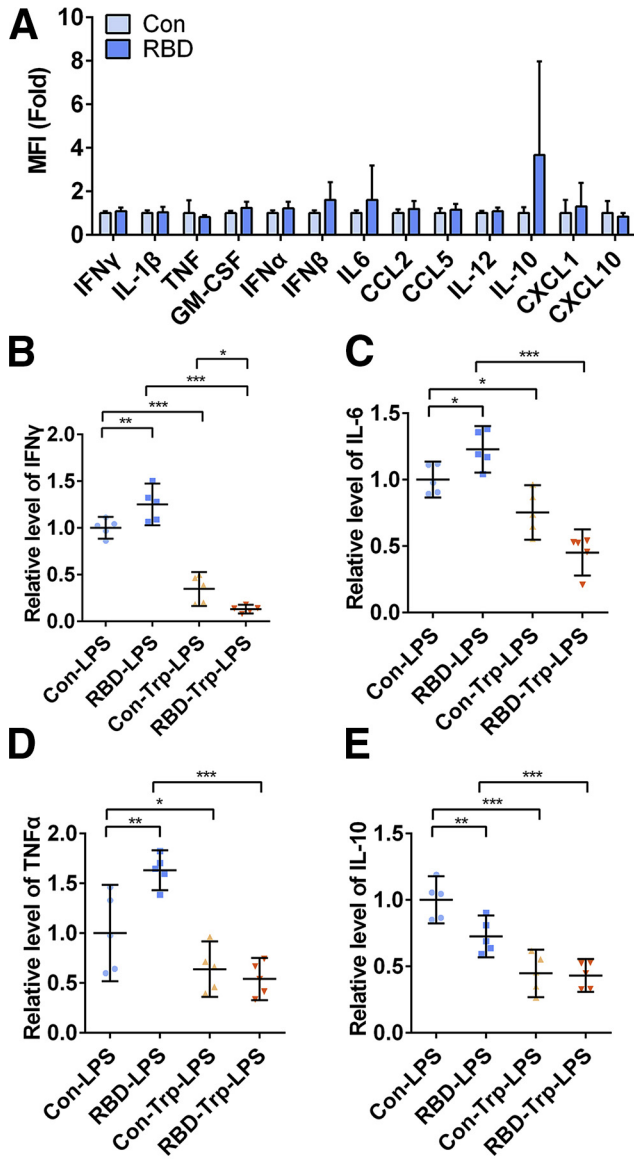 A
Con
RBD
MFI (Fold)
10
8
6
4
2
0
IFNγ
IL-1β
TNF
GM-CSF
IFNα
IFNβ
IL6
CCL2
CCL5
IL-12
IL-10
CXCL1
CXCL10
B
*
***
***
**
Relative level of IFNγ
2.0
1.5
1.0
0.5
0.0
Con-LPS
RBD-LPS
Con-Trp-LPS
RBD-Trp-LPS
C
***
*
*
Relative level of IL-6
1.5
1.0
0.5
0.0
Con-LPS
RBD-LPS
Con-Trp-LPS
RBD-Trp-LPS
D
***
*
**
Relative level of TNFα
2.0
1.5
1.0
0.5
0.0
Con-LPS
RBD-LPS
Con-Trp-LPS
RBD-Trp-LPS
E
***
***
**
Relative level of IL-10
1.5
1.0
0.5
0.0
Con-LPS
RBD-LPS
Con-Trp-LPS
RBD-Trp-LPS